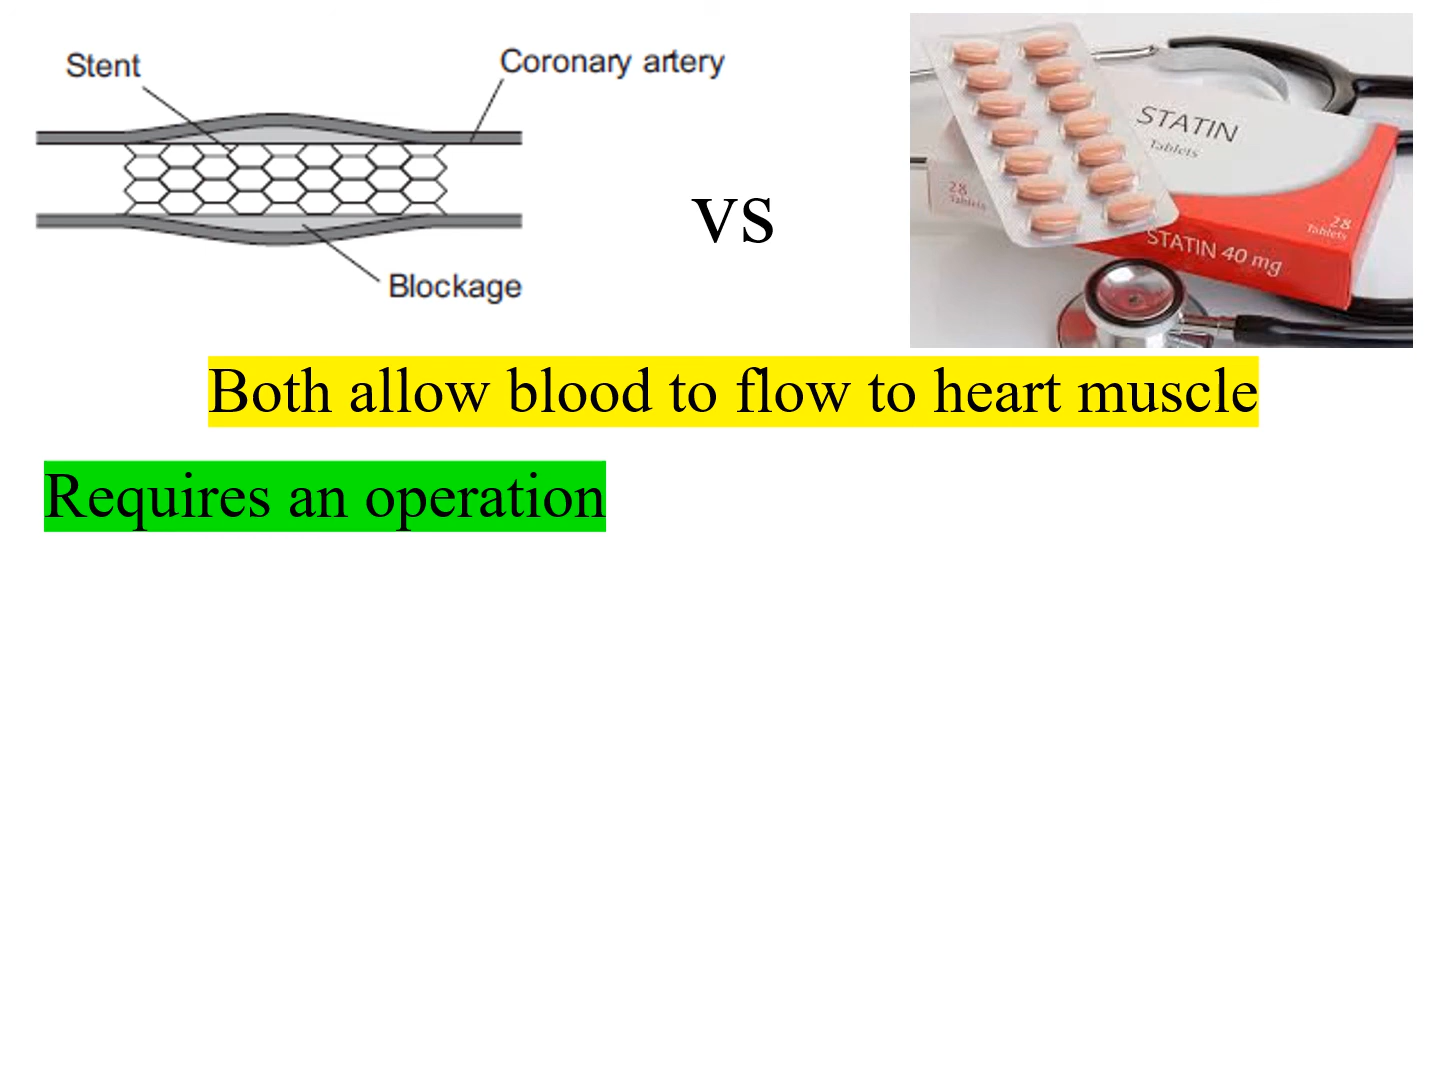 Stent
Coronary artery
Blockage
vs
STATIN
Tablets
28
Tablets
28
Tablets
STATIN 40 mg
Both allow blood to flow to heart muscle
Requires an operation